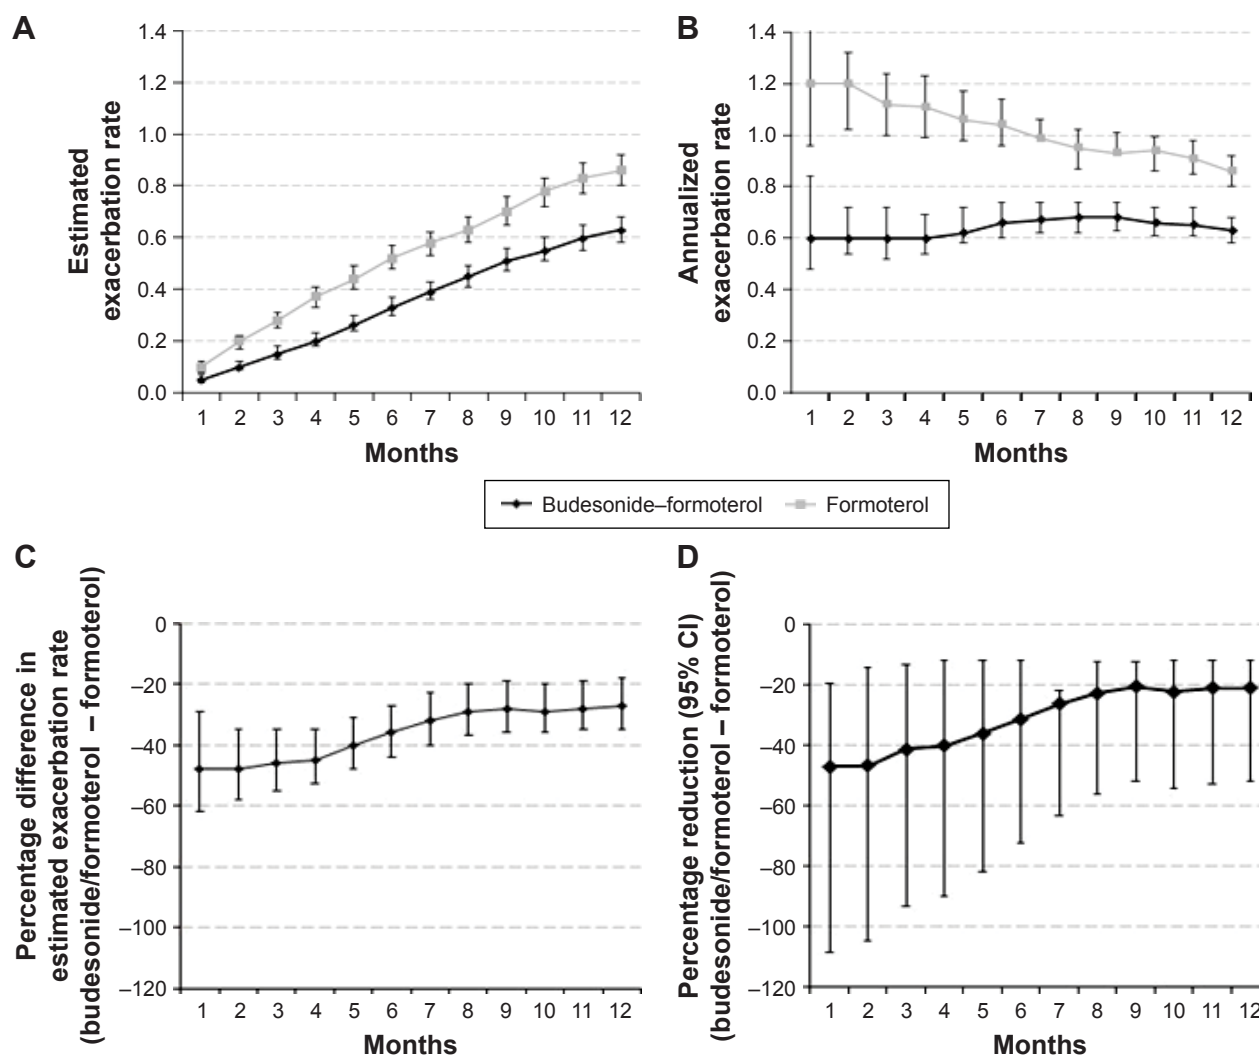 A
Estimated
exacerbation rate
1.4
1.2
1.0
0.8
0.6
0.4
0.2
0.0
1 2 3 4 5 6 7 8 9 10 11 12
Months
B
Annualized
exacerbation rate
1.4
1.2
1.0
0.8
0.6
0.4
0.2
0.0
1 2 3 4 5 6 7 8 9 10 11 12
Months
Budesonide–formoterol Formoterol
C
Percentage difference in
estimated exacerbation rate
(budesonide/formoterol – formoterol)
0
–20
–40
–60
–80
–100
–120
1 2 3 4 5 6 7 8 9 10 11 12
Months
D
Percentage reduction (95% CI)
(budesonide/formoterol – formoterol)
0
–20
–40
–60
–80
–100
–120
1 2 3 4 5 6 7 8 9 10 11 12
Months